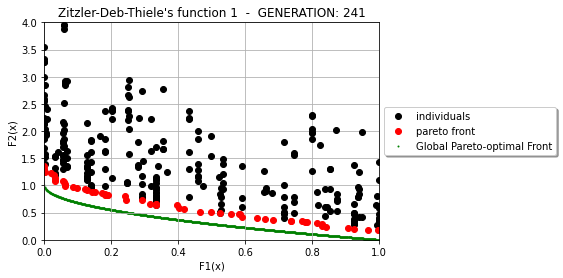 Zitzler-Deb-Thiele's function 1 - GENERATION: 241
4.0
3.5
3.0
2.5
2.0
1.5
1.0
0.5
0.0
F2(x)
0.0 0.2 0.4 0.6 0.8 1.0
F1(x)
individuals
pareto front
Global Pareto-optimal Front